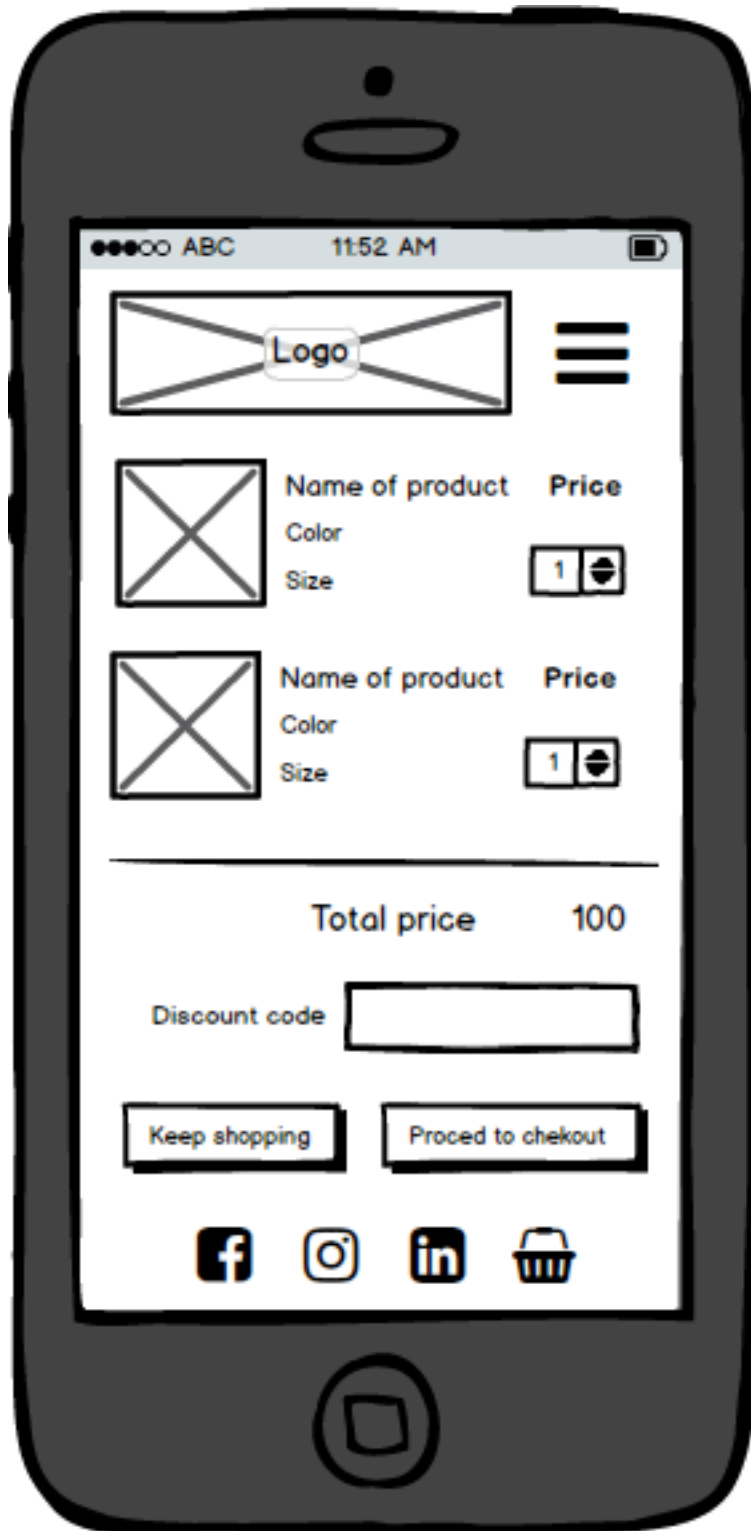 ABC 11:52 AM
Logo
Name of product Price
Color
Size 1
Name of product Price
Color
Size 1
Total price 100
Discount code
Keep shopping Proced to chekout